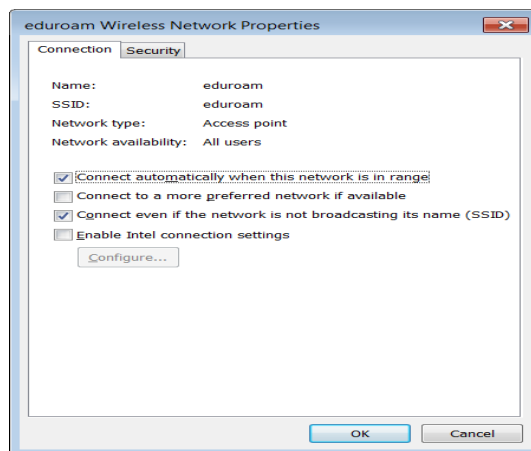 eduroam Wireless Network Properties
Connection Security
Name: eduroam
SSID: eduroam
Network type: Access point
Network availability: All users
Connect automatically when this network is in range
Connect to a more preferred network if available
Connect even if the network is not broadcasting its name (SSID)
Enable Intel connection settings
Configure...
OK Cancel